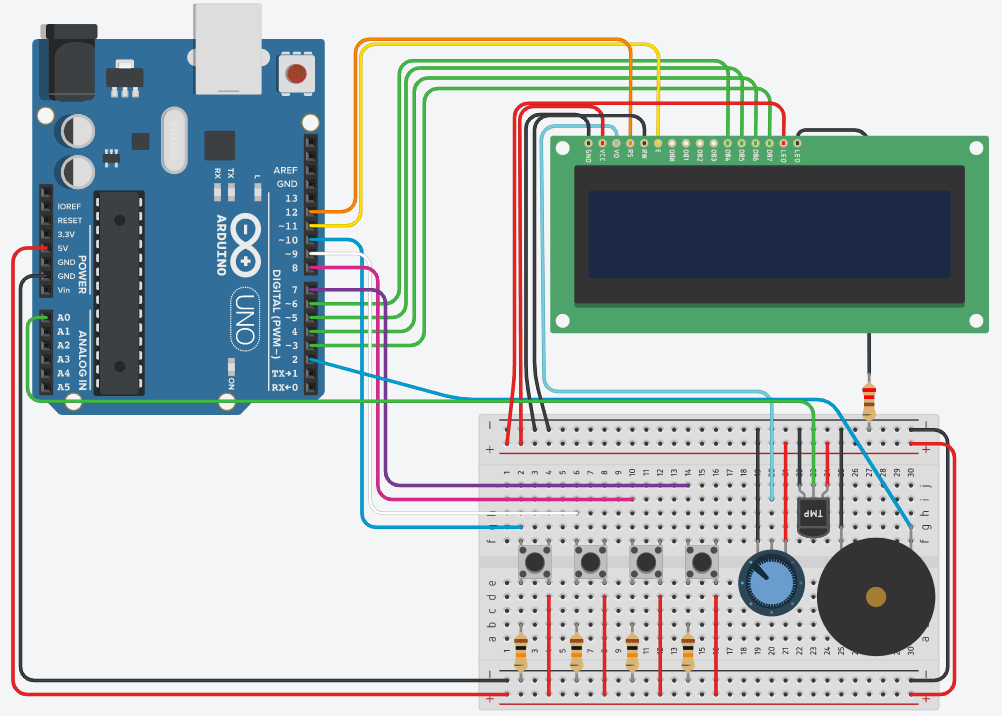 AREF
GND
13
12
~11
~10
~9
8
7
~6
~5
4
~3
2
TX→1
RX←0
DIGITAL (PWM~)
RX
TX
L
ARDUINO
UNO
ON
IOREF
RESET
3.3V
5V
GND
GND
Vin
POWER
A0
A1
A2
A3
A4
A5
ANALOG IN
GND
VCC
VO
RS
RW
E
DB0
DB1
DB2
DB3
DB4
DB5
DB6
DB7
LED
LED
− −
+ +
1 2 3 4 5 6 7 8 9 10 11 12 13 14 15 16 17 18 19 20 21 22 23 24 25 26 27 28 29 30
j j
i i
h
g g
f f
TMP
e
d
c
b
a a
− −
+ +